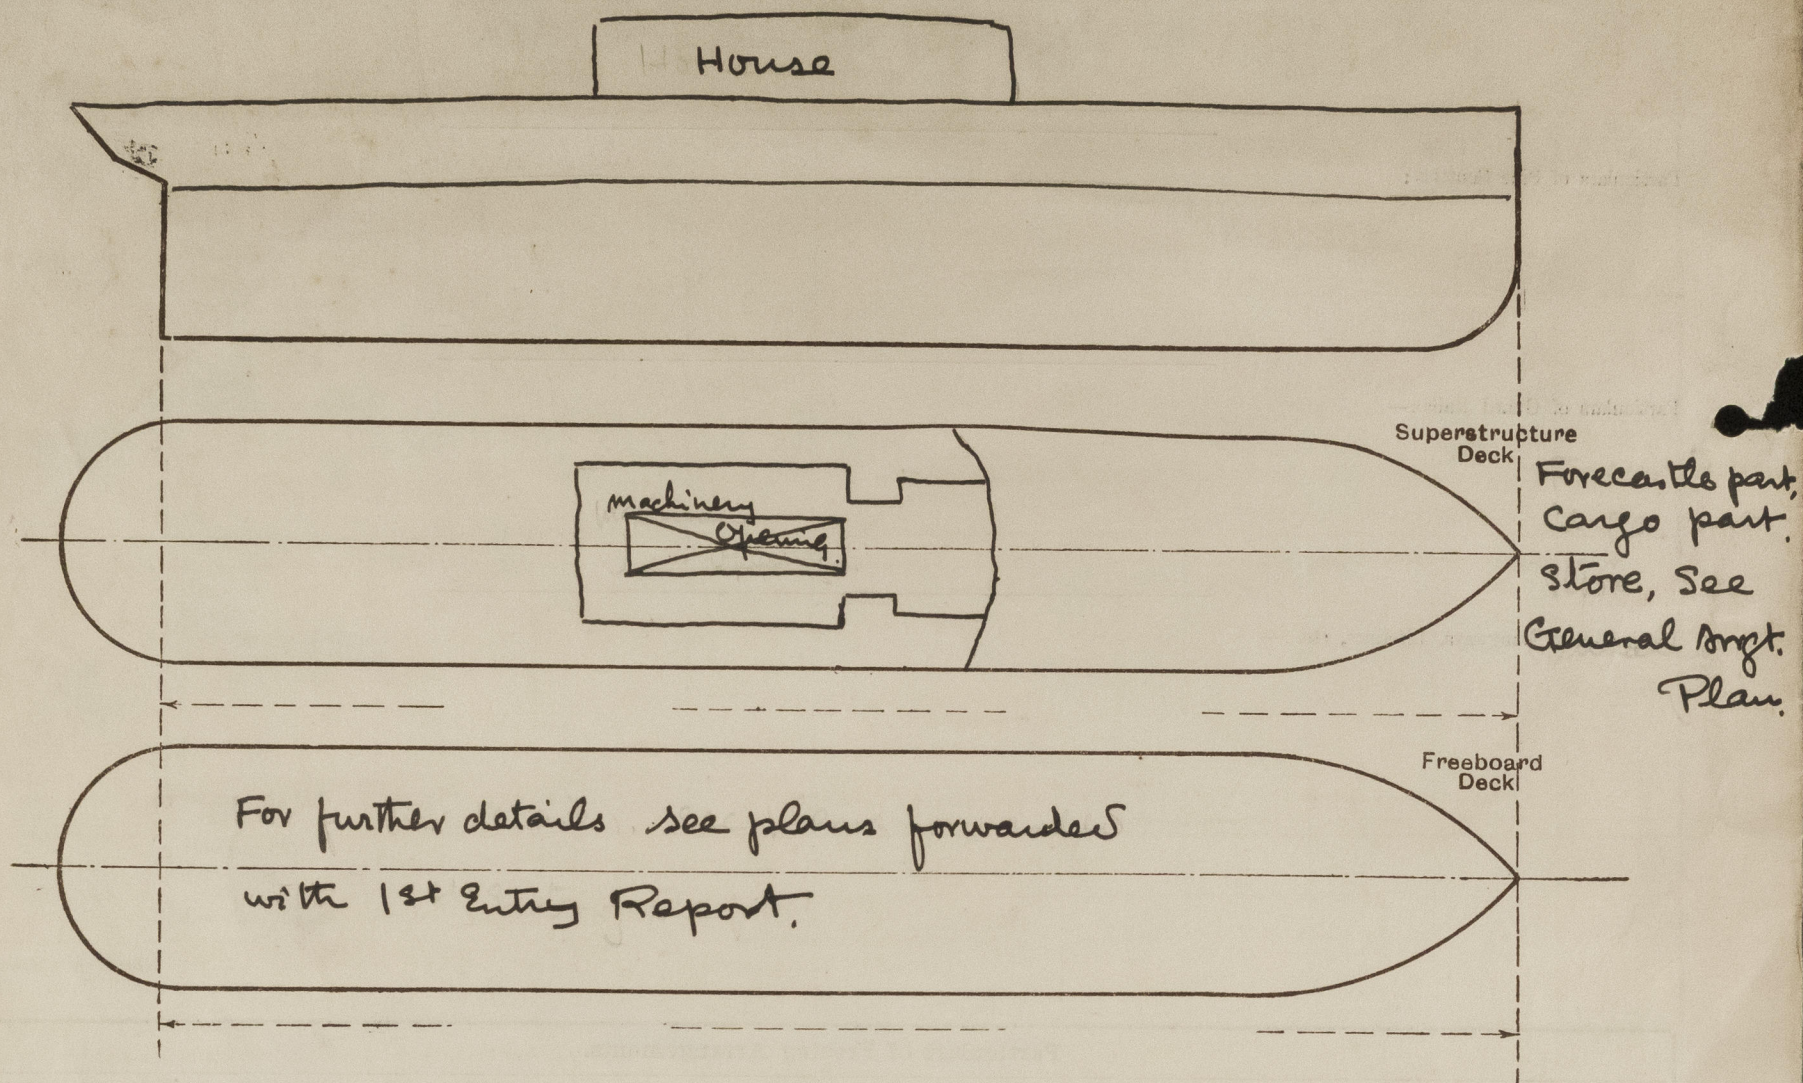 House
Superstructure
Deck
machinery
Opening.
Forecastle part,
Cargo part.
Store, See
General Arrgt.
Plan.
Freeboard
Deck
For further details see plans forwarded
with 1st Entry Report.